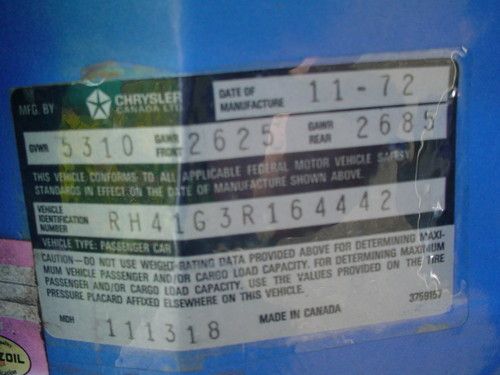 MFG. BY CHRYSLER CANADA LTD. DATE OF MANUFACTURE 11-72
GVWR 5310 GAWR FRONT 2625 GAWR REAR 2685
THIS VEHICLE CONFORMS TO ALL APPLICABLE FEDERAL MOTOR VEHICLE SAFETY
STANDARDS IN EFFECT ON THE DATE OF MANUFACTURE SHOWN ABOVE.
VEHICLE IDENTIFICATION NUMBER RH41G3R164442
VEHICLE TYPE: PASSENGER CAR
CAUTION—DO NOT USE WEIGHT-RATING DATA PROVIDED ABOVE FOR DETERMINING MAXI-
MUM VEHICLE PASSENGER AND/OR CARGO LOAD CAPACITY. FOR DETERMINING MAXIMUM
PASSENGER AND/OR CARGO LOAD CAPACITY, USE THE VALUES PROVIDED ON THE TIRE
PRESSURE PLACARD AFFIXED ELSEWHERE ON THIS VEHICLE.
3759157
MDH 111318 MADE IN CANADA
ZOIL